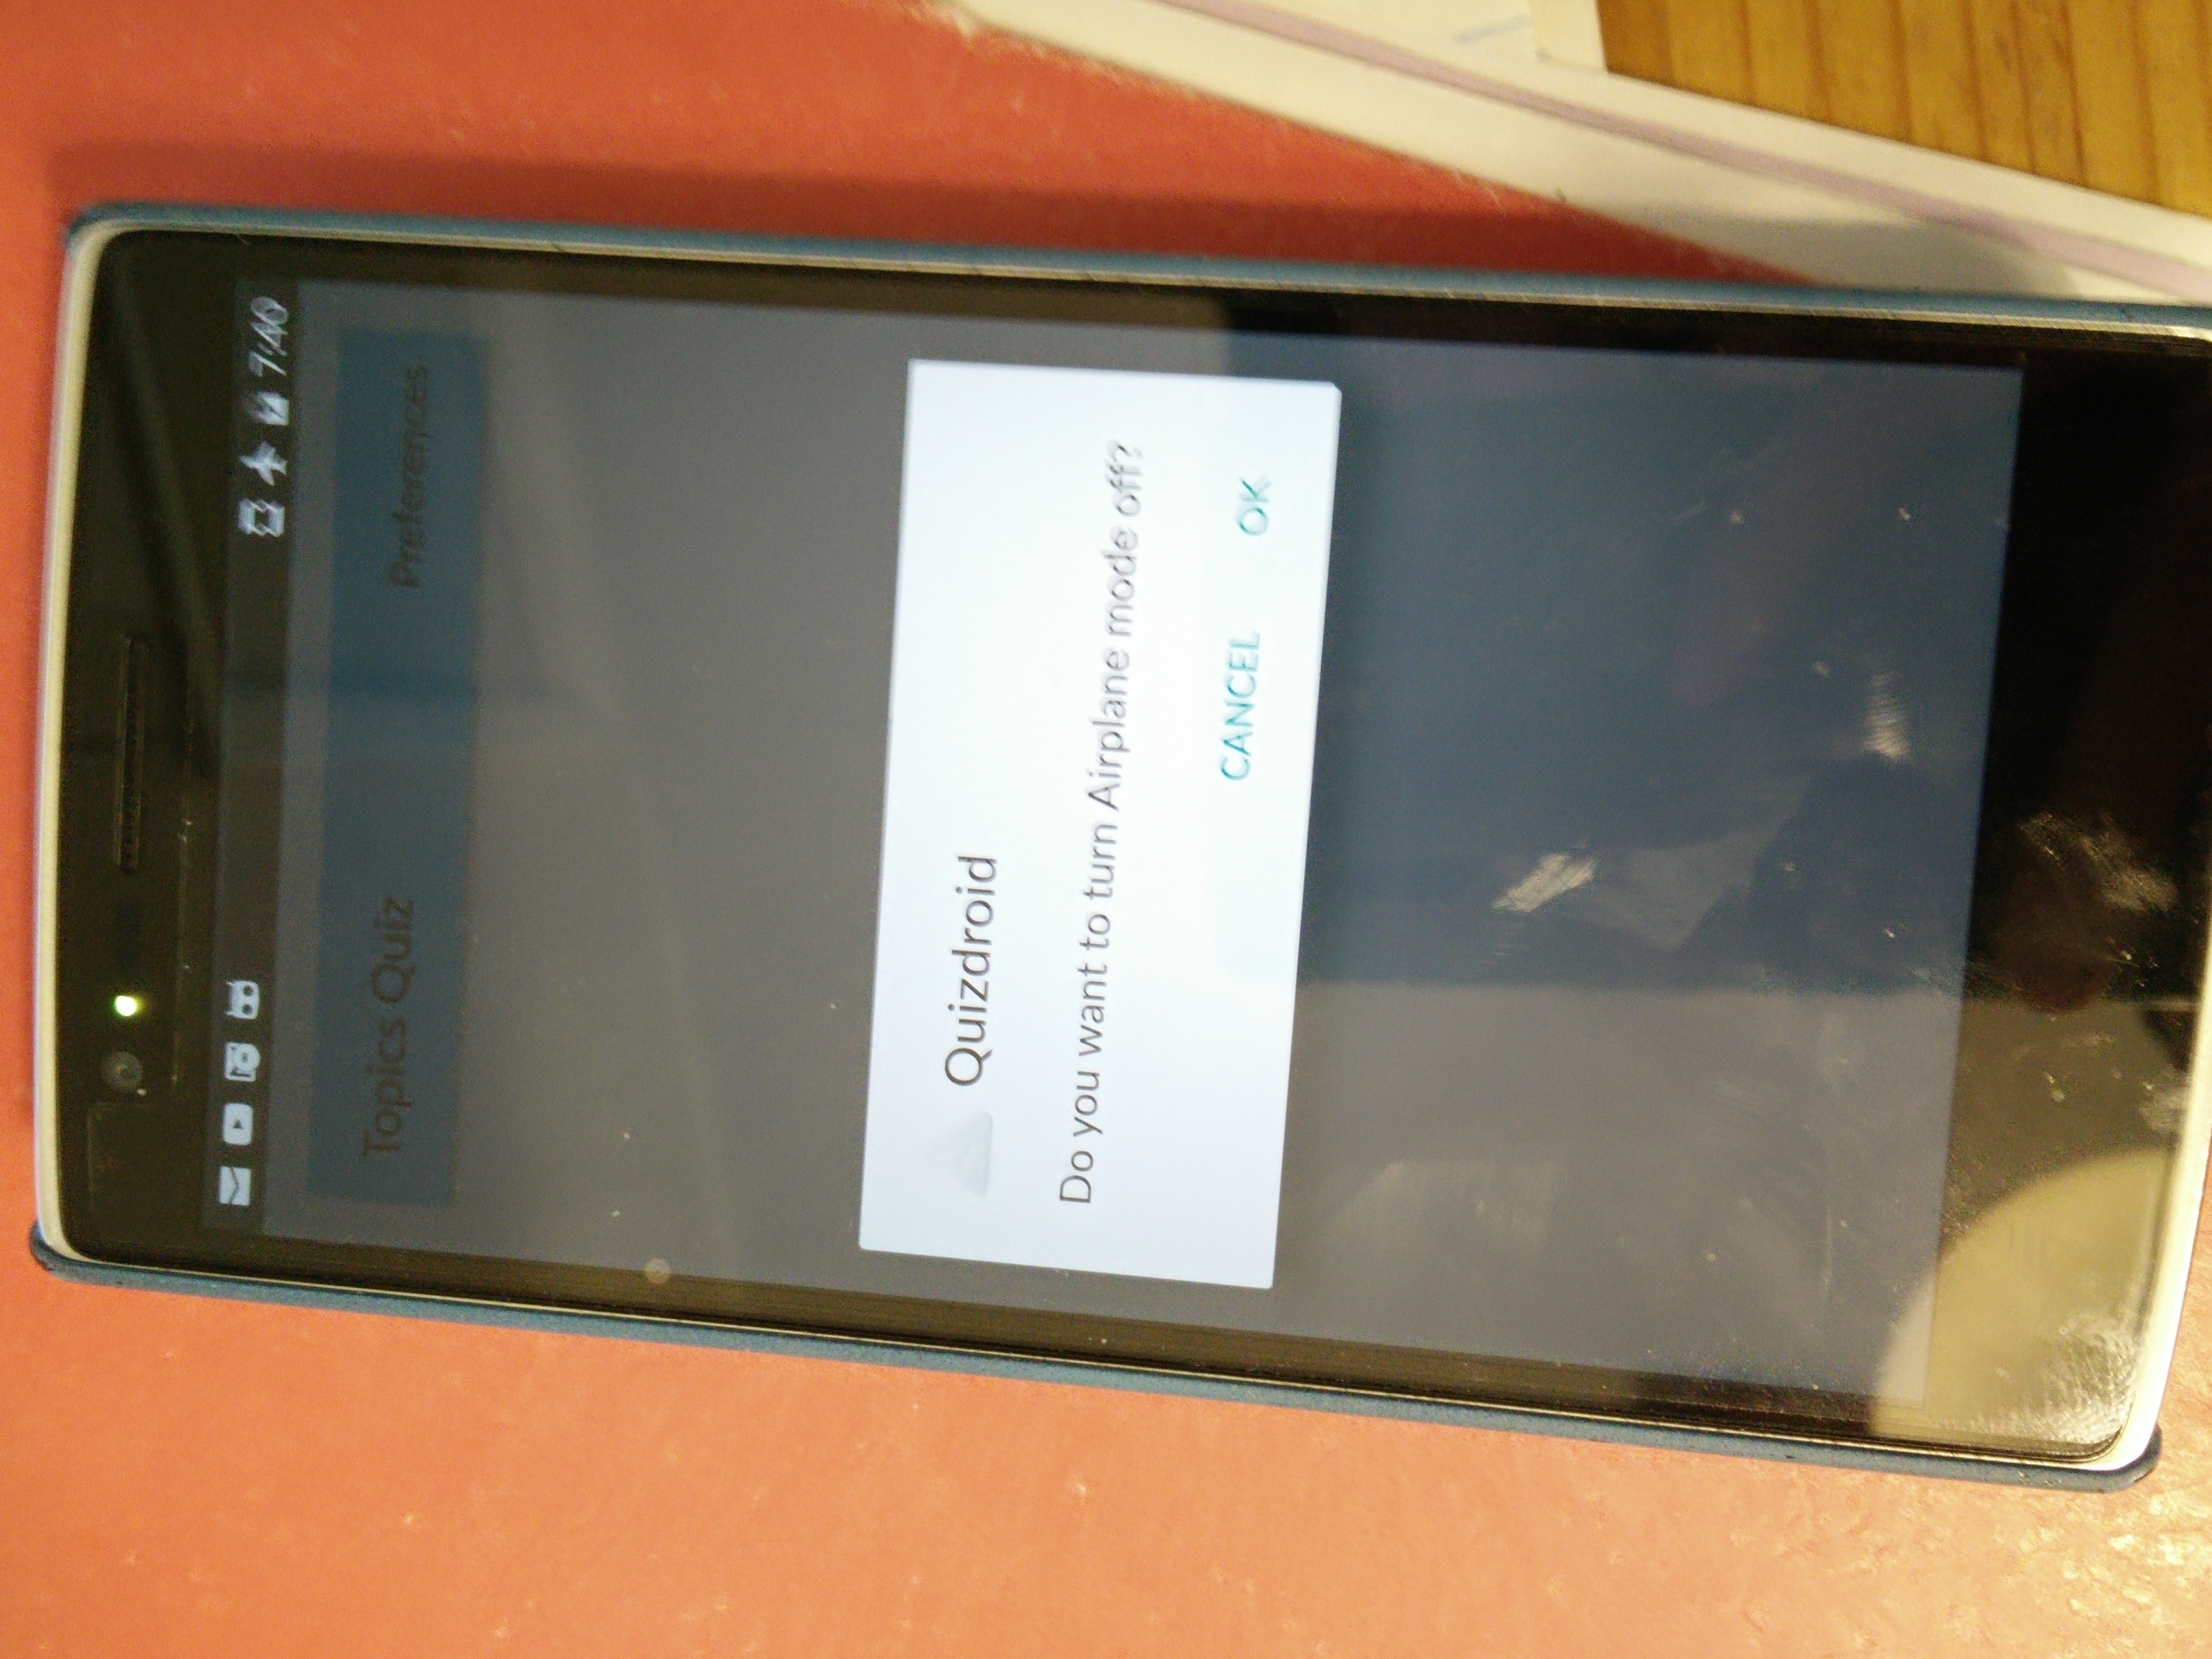 7:40
Topics Quiz Preferences
Quizdroid
Do you want to turn Airplane mode off?
CANCEL OK